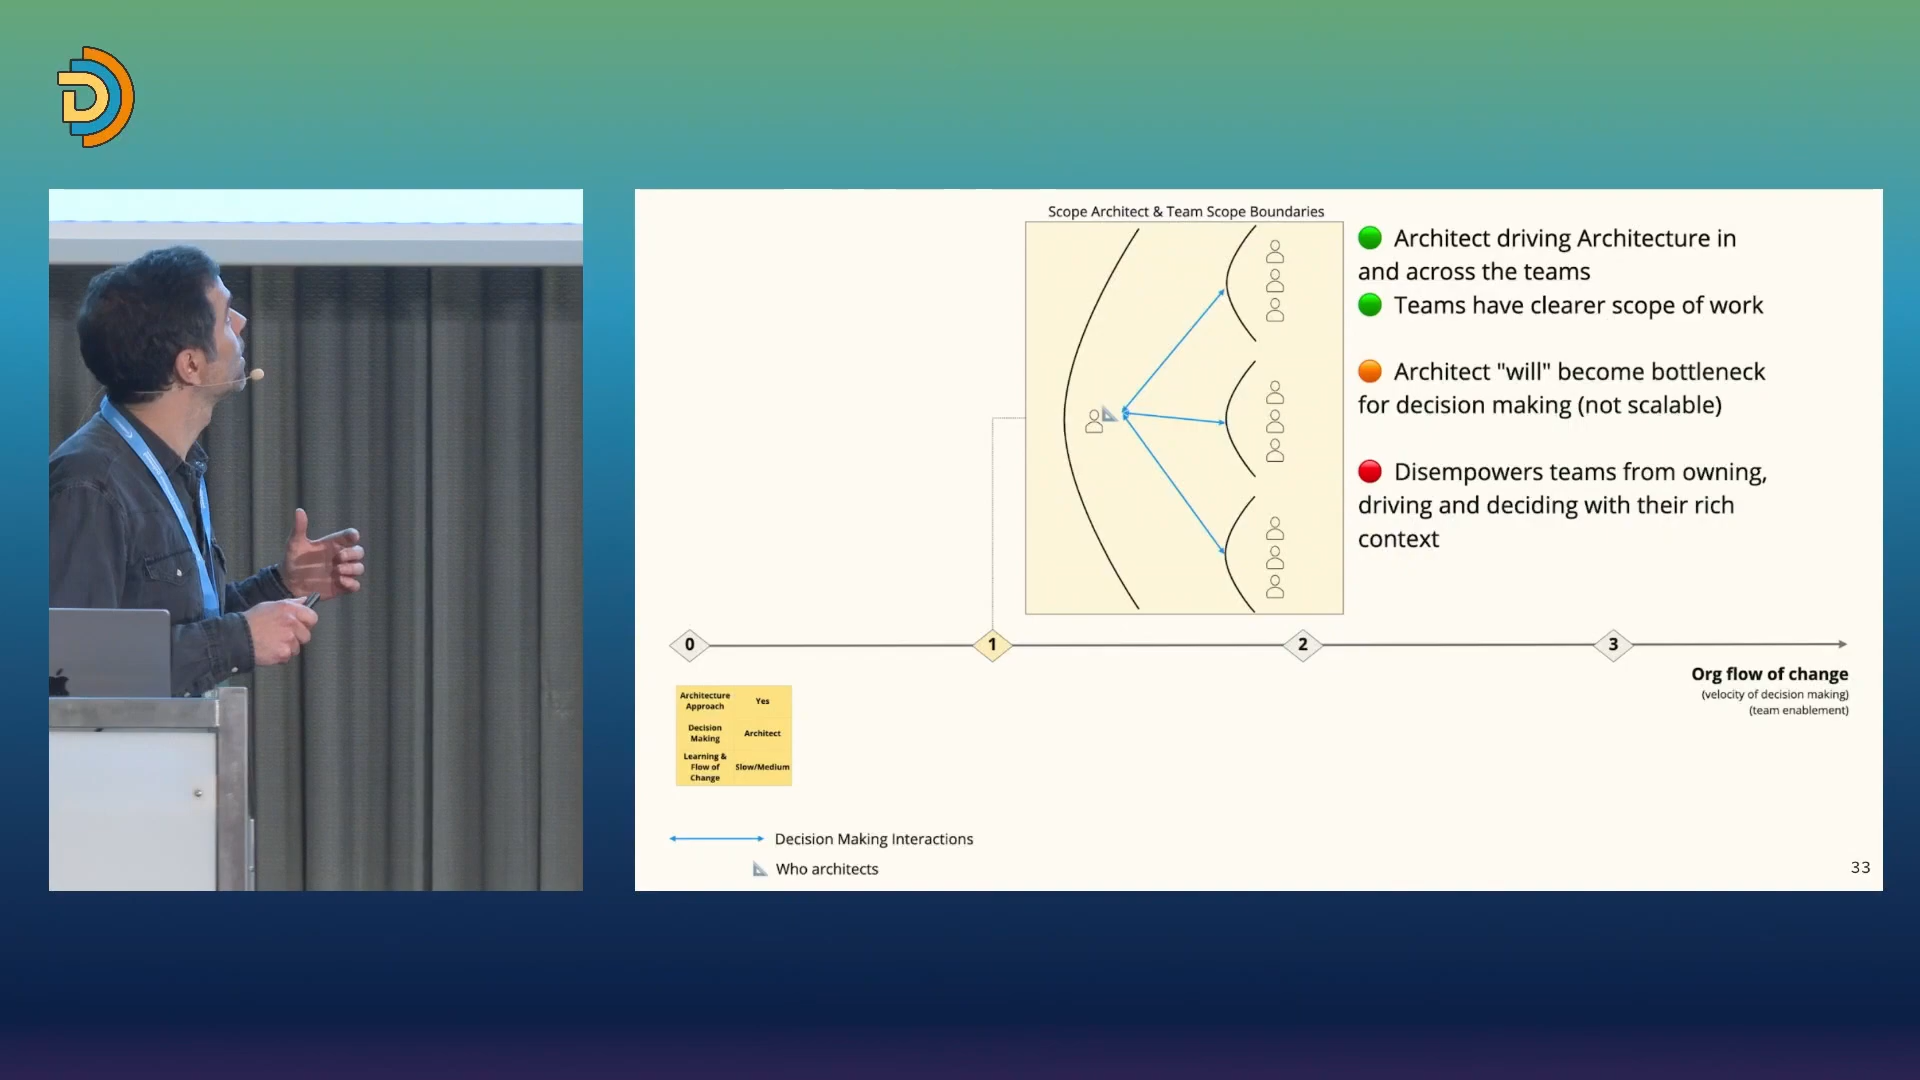 Scope Architect & Team Scope Boundaries
Architect driving Architecture in
and across the teams
Teams have clearer scope of work
Architect "will" become bottleneck
for decision making (not scalable)
Disempowers teams from owning,
driving and deciding with their rich
context
0
1
2
3
Org flow of change
(velocity of decision making)
(team enablement)
Architecture
Approach
Yes
Decision
Making
Architect
Learning &
Flow of
Change
Slow/Medium
Decision Making Interactions
Who architects
33